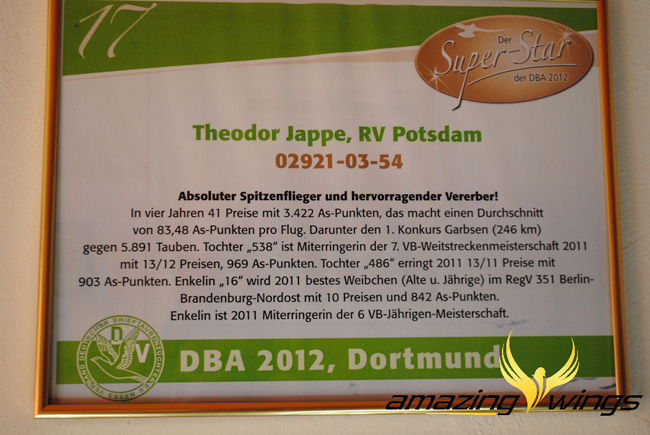 17
Der
Super-Star
der DBA 2012
Theodor Jappe, RV Potsdam
02921-03-54
Absoluter Spitzenflieger und hervorragender Vererber!
In vier Jahren 41 Preise mit 3.422 As-Punkten, das macht einen Durchschnitt
von 83,48 As-Punkten pro Flug. Darunter den 1. Konkurs Garbsen (246 km)
gegen 5.891 Tauben. Tochter „538“ ist Miterringerin der 7. VB-Weitstreckenmeisterschaft 2011
mit 13/12 Preisen, 969 As-Punkten. Tochter „486“ erringt 2011 13/11 Preise mit
903 As-Punkten. Enkelin „16“ wird 2011 bestes Weibchen (Alte u. Jährige) im RegV 351 Berlin-
Brandenburg-Nordost mit 10 Preisen und 842 As-Punkten.
Enkelin ist 2011 Miterringerin der 6 VB-Jährigen-Meisterschaft.
VERBAND DEUTSCHER BRIEFTAUBENZÜCHTER E.V.
D
V
ESSEN
DBA 2012, Dortmund
amazing wings